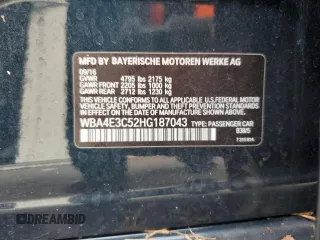 MFD BY BAYERISCHE MOTOREN WERKE AG
09/16
GVWR 4795 LBS 2175 kg
GAWR FRONT 2205 LBS 1000 kg
GAWR REAR 2712 LBS 1230 kg
THIS VEHICLE CONFORMS TO ALL APPLICABLE FEDERAL MOTOR
VEHICLE SAFETY, BUMPER, AND THEFT PREVENTION STANDARDS
IN EFFECT ON THE DATE OF MANUFACTURE SHOWN ABOVE.
WBA4E3C52HG187043 TYPE: PASSENGER CAR
DREAMBID